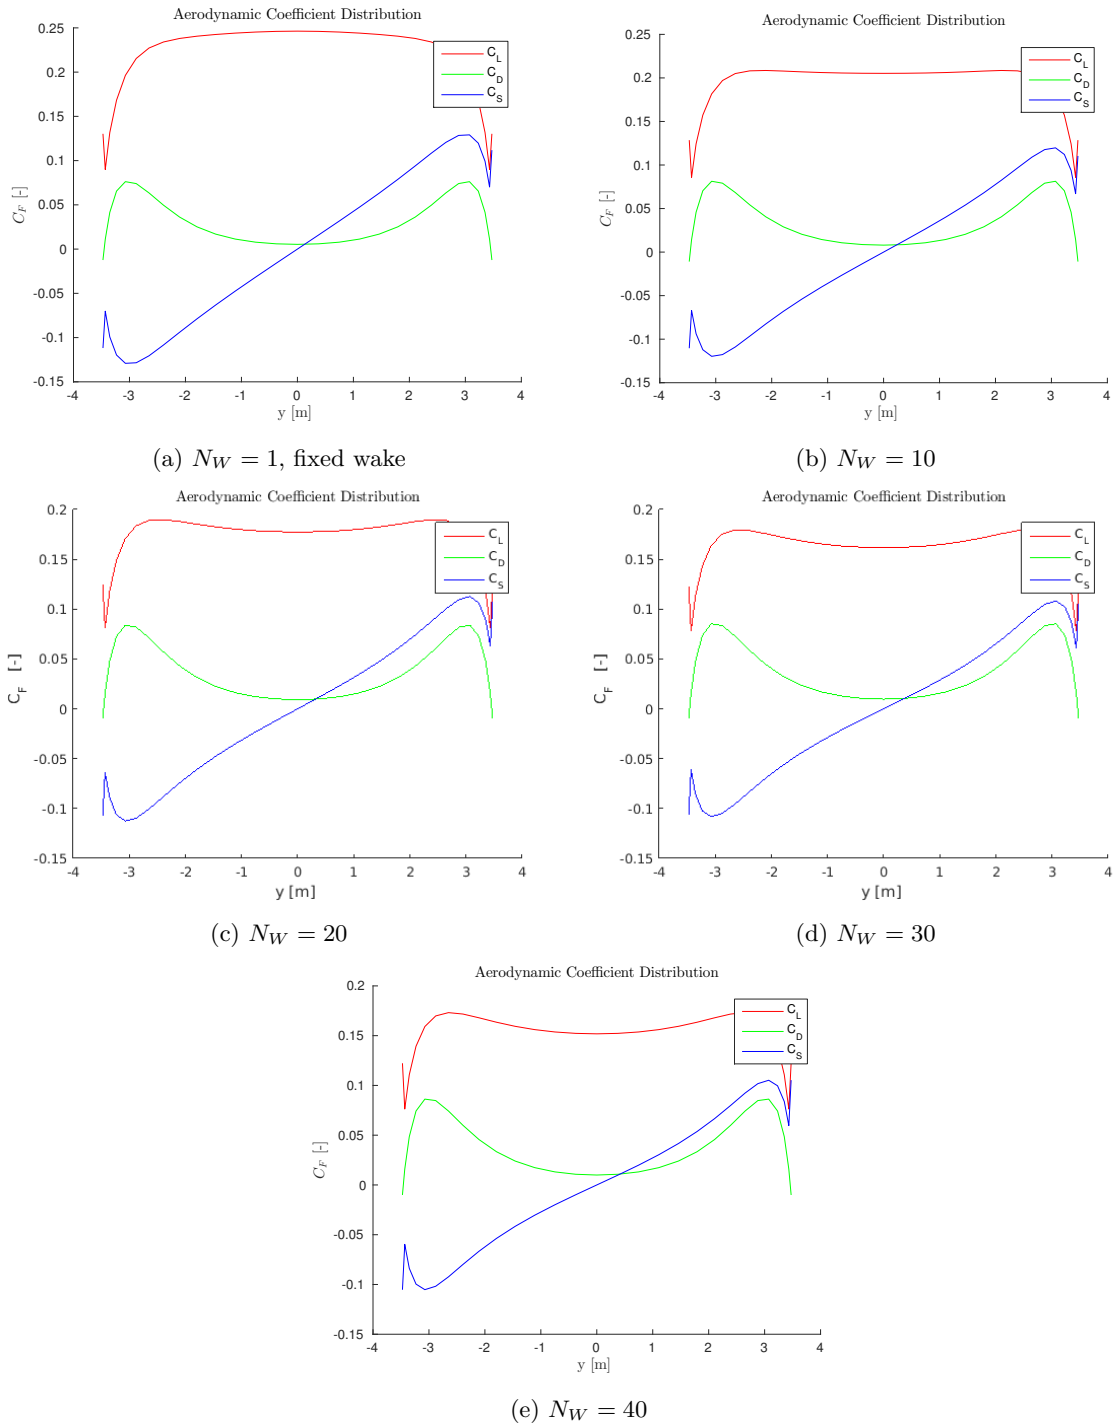 Aerodynamic Coefficient Distribution
0.25
0.2
0.15
0.1
0.05
0
-0.05
-0.1
-0.15
C_F [-]
-4 -3 -2 -1 0 1 2 3 4
y [m]
C_L
C_D
C_S
(a) N_W = 1, fixed wake
Aerodynamic Coefficient Distribution
0.25
0.2
0.15
0.1
0.05
0
-0.05
-0.1
-0.15
C_F [-]
-4 -3 -2 -1 0 1 2 3 4
y [m]
C_L
C_D
C_S
(b) N_W = 10
Aerodynamic Coefficient Distribution
0.2
0.15
0.1
0.05
0
-0.05
-0.1
-0.15
C_F [-]
-4 -3 -2 -1 0 1 2 3 4
y [m]
C_L
C_D
C_S
(c) N_W = 20
Aerodynamic Coefficient Distribution
0.2
0.15
0.1
0.05
0
-0.05
-0.1
-0.15
C_F [-]
-4 -3 -2 -1 0 1 2 3 4
y [m]
C_L
C_D
C_S
(d) N_W = 30
Aerodynamic Coefficient Distribution
0.2
0.15
0.1
0.05
0
-0.05
-0.1
-0.15
C_F [-]
-4 -3 -2 -1 0 1 2 3 4
y [m]
C_L
C_D
C_S
(e) N_W = 40